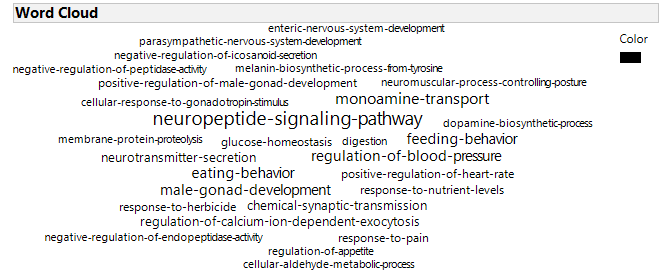 Word Cloud
enteric-nervous-system-development
Color
parasympathetic-nervous-system-development
negative-regulation-of-icosanoid-secretion
negative-regulation-of-peptidase-activity melanin-biosynthetic-process-from-tyrosine
positive-regulation-of-male-gonad-development neuromuscular-process-controlling-posture
cellular-response-to-gonadotropin-stimulus monoamine-transport
neuropeptide-signaling-pathway dopamine-biosynthetic-process
membrane-protein-proteolysis glucose-homeostasis digestion feeding-behavior
neurotransmitter-secretion regulation-of-blood-pressure
eating-behavior positive-regulation-of-heart-rate
male-gonad-development response-to-nutrient-levels
response-to-herbicide chemical-synaptic-transmission
regulation-of-calcium-ion-dependent-exocytosis
negative-regulation-of-endopeptidase-activity response-to-pain
regulation-of-appetite
cellular-aldehyde-metabolic-process